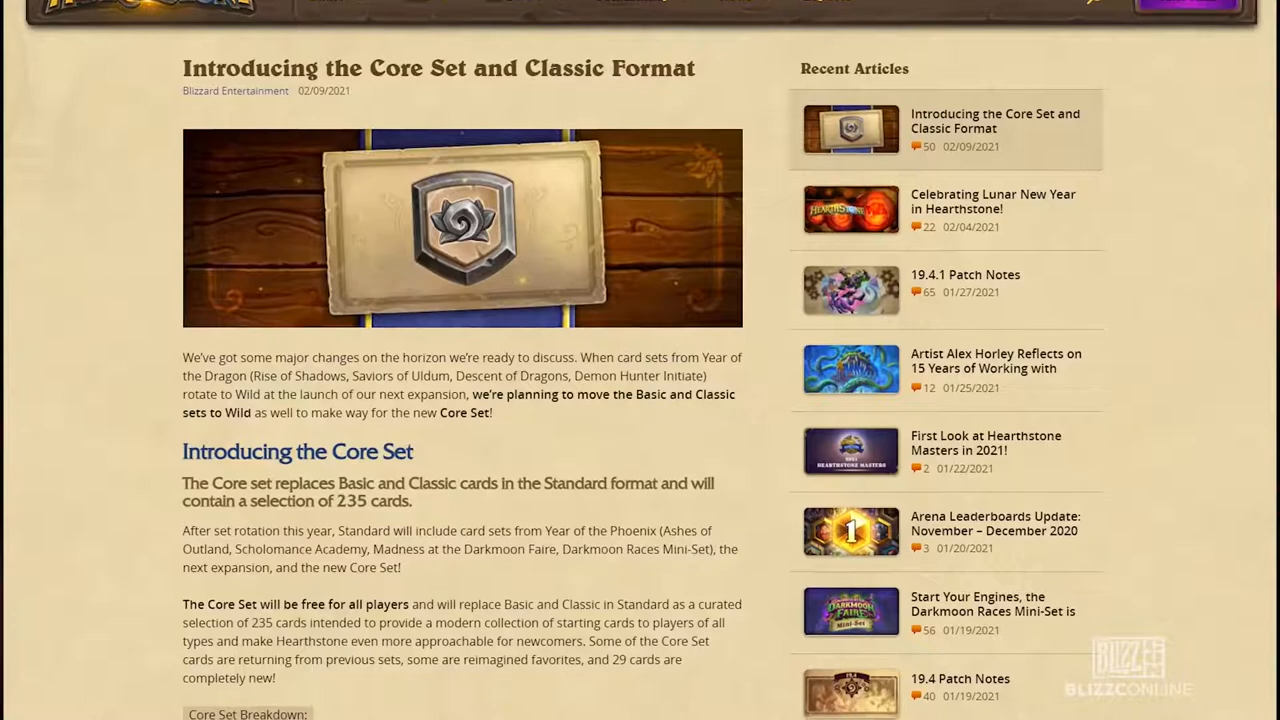 Introducing the Core Set and Classic Format
Blizzard Entertainment 02/09/2021
We've got some major changes on the horizon we're ready to discuss. When card sets from Year of
the Dragon (Rise of Shadows, Saviors of Uldum, Descent of Dragons, Demon Hunter Initiate)
rotate to Wild at the launch of our next expansion, we're planning to move the Basic and Classic
sets to Wild as well to make way for the new Core Set!
Introducing the Core Set
The Core set replaces Basic and Classic cards in the Standard format and will
contain a selection of 235 cards.
After set rotation this year, Standard will include card sets from Year of the Phoenix (Ashes of
Outland, Scholomance Academy, Madness at the Darkmoon Faire, Darkmoon Races Mini-Set), the
next expansion, and the new Core Set!
The Core Set will be free for all players and will replace Basic and Classic in Standard as a curated
selection of 235 cards intended to provide a modern collection of starting cards to players of all
types and make Hearthstone even more approachable for newcomers. Some of the Core Set
cards are returning from previous sets, some are reimagined favorites, and 29 cards are
completely new!
Core Set Breakdown:
Recent Articles
Introducing the Core Set and
Classic Format
50 02/09/2021
HEARTHSTONE
Celebrating Lunar New Year
in Hearthstone!
22 02/04/2021
19.4.1 Patch Notes
65 01/27/2021
Artist Alex Horley Reflects on
15 Years of Working with
12 01/25/2021
2021
HEARTHSTONE MASTERS
First Look at Hearthstone
Masters in 2021!
2 01/22/2021
1
Arena Leaderboards Update:
November – December 2020
3 01/20/2021
DARKMOON
FAIRE
Mini-Set
Start Your Engines, the
Darkmoon Races Mini-Set is
56 01/19/2021
19.4
19.4 Patch Notes
40 01/19/2021
BLIZZ
BLIZZCONLINE